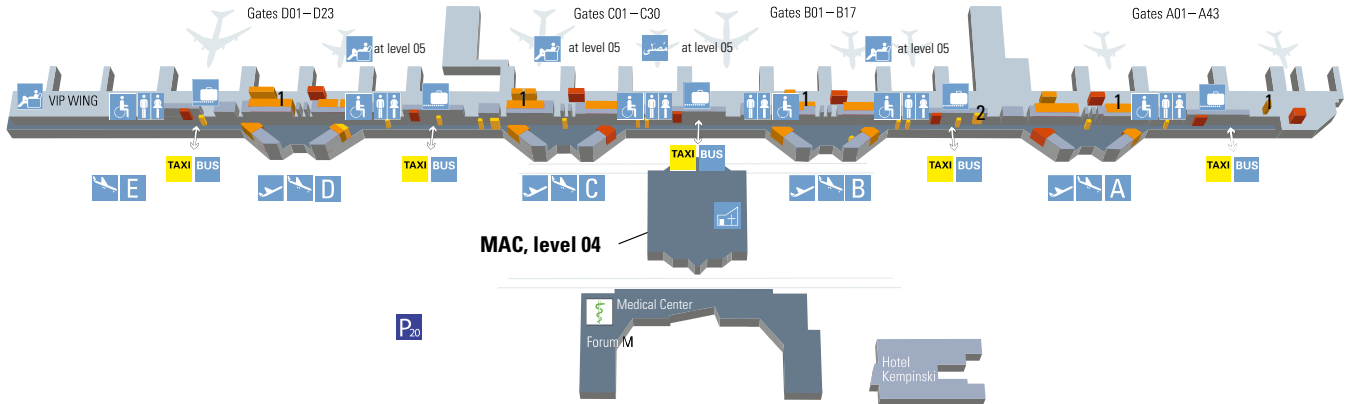 Gates D01–D23
Gates C01–C30
Gates B01–B17
Gates A01–A43
at level 05
at level 05
مُصلّى
at level 05
at level 05
VIP WING
1
1
1
2
1
1
TAXI BUS
TAXI BUS
TAXI BUS
TAXI BUS
TAXI BUS
E
D
C
B
A
MAC, level 04
Medical Center
P20
Forum M
Hotel
Kempinski